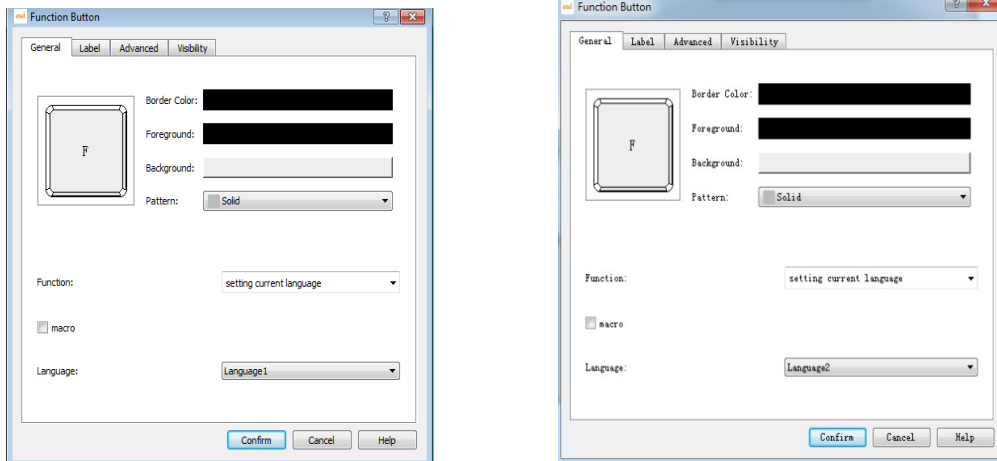 Function Button
General Label Advanced Visibility
Border Color:
F
Foreground:
Background:
Pattern: Solid
Function: setting current language
macro
Language: Language1
Confirm Cancel Help
Function Button
General Label Advanced Visibility
Border Color:
F
Foreground:
Background:
Pattern: Solid
Function: setting current language
macro
Language: Language2
Confirm Cancel Help